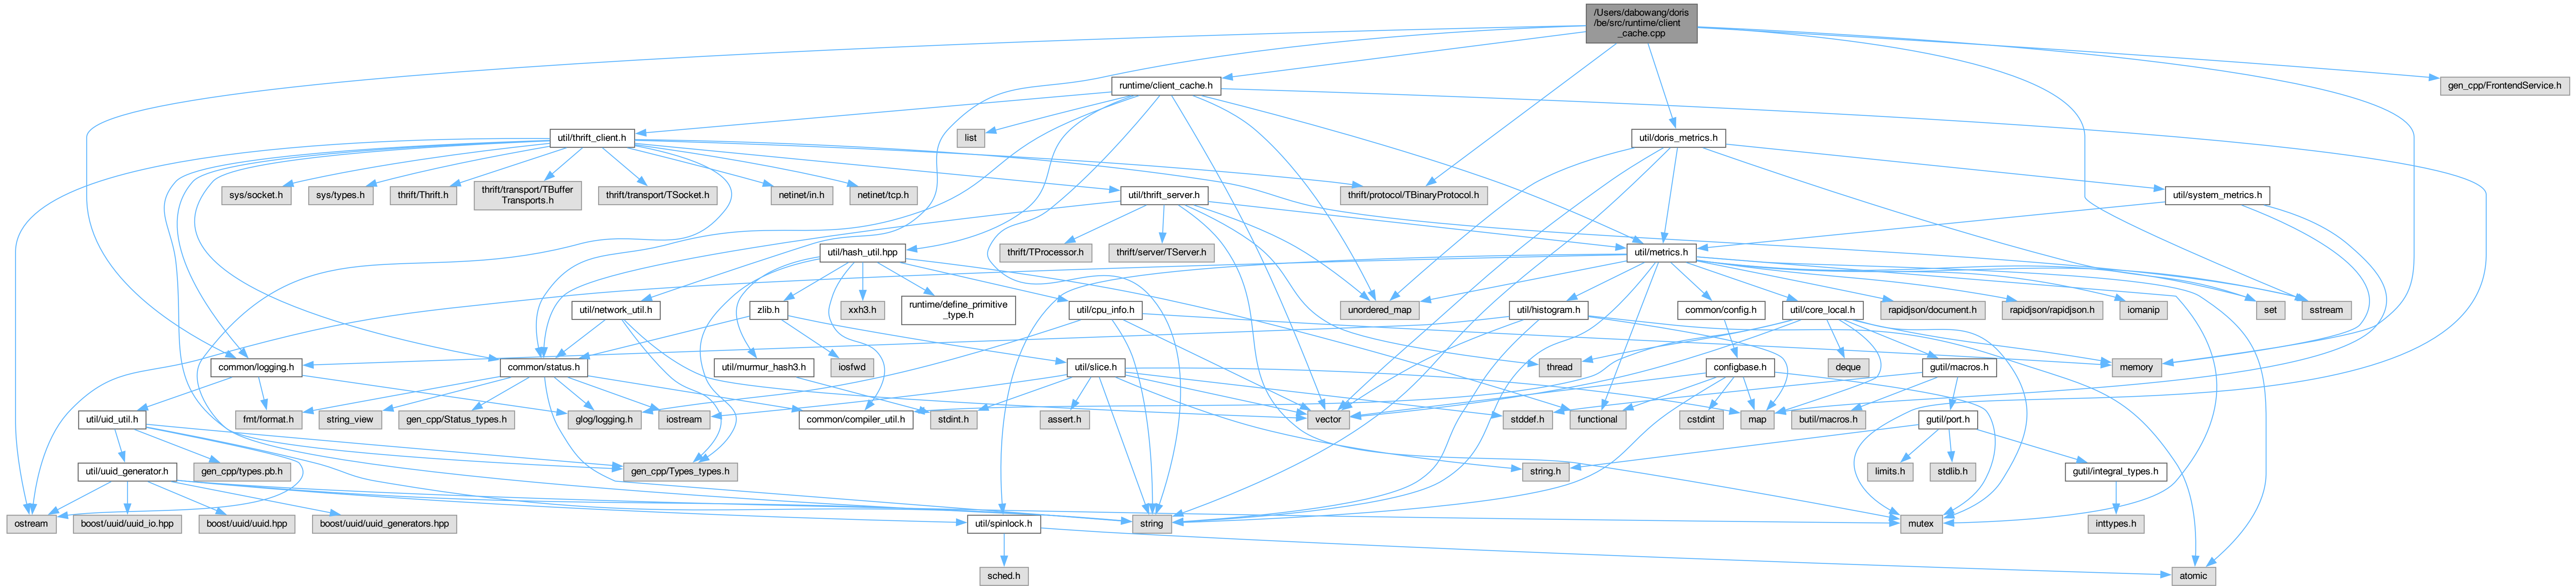 /Users/dabowang/doris
/be/src/runtime/client
_cache.cpp
runtime/client_cache.h
gen_cpp/FrontendService.h
util/thrift_client.h
list
util/doris_metrics.h
sys/socket.h
sys/types.h
thrift/Thrift.h
thrift/transport/TBuffer
Transports.h
thrift/transport/TSocket.h
netinet/in.h
netinet/tcp.h
util/thrift_server.h
thrift/protocol/TBinaryProtocol.h
util/system_metrics.h
util/hash_util.hpp
thrift/TProcessor.h
thrift/server/TServer.h
util/metrics.h
util/network_util.h
zlib.h
xxh3.h
runtime/define_primitive
_type.h
util/cpu_info.h
unordered_map
util/histogram.h
common/config.h
util/core_local.h
rapidjson/document.h
rapidjson/rapidjson.h
iomanip
set
sstream
common/logging.h
common/status.h
util/murmur_hash3.h
iosfwd
util/slice.h
thread
configbase.h
deque
gutil/macros.h
memory
util/uid_util.h
fmt/format.h
string_view
gen_cpp/Status_types.h
glog/logging.h
iostream
common/compiler_util.h
stdint.h
assert.h
vector
stddef.h
functional
cstdint
map
butil/macros.h
gutil/port.h
util/uuid_generator.h
gen_cpp/types.pb.h
gen_cpp/Types_types.h
string.h
limits.h
stdlib.h
gutil/integral_types.h
ostream
boost/uuid/uuid_io.hpp
boost/uuid/uuid.hpp
boost/uuid/uuid_generators.hpp
string
util/spinlock.h
mutex
inttypes.h
sched.h
atomic